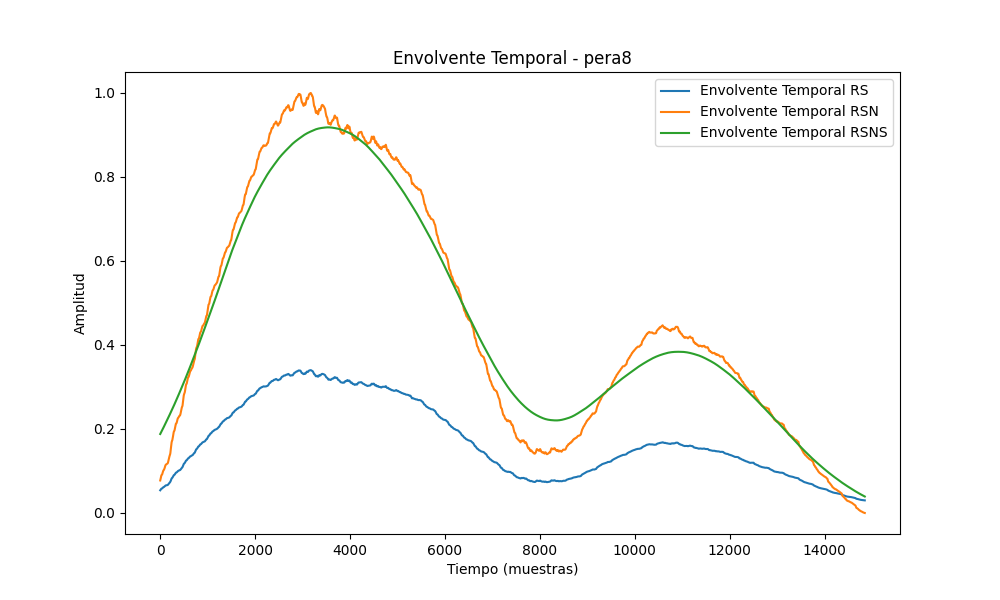 Envolvente Temporal - pera8
Envolvente Temporal RS
Envolvente Temporal RSN
Envolvente Temporal RSNS
Amplitud
1.0
0.8
0.6
0.4
0.2
0.0
0 2000 4000 6000 8000 10000 12000 14000
Tiempo (muestras)